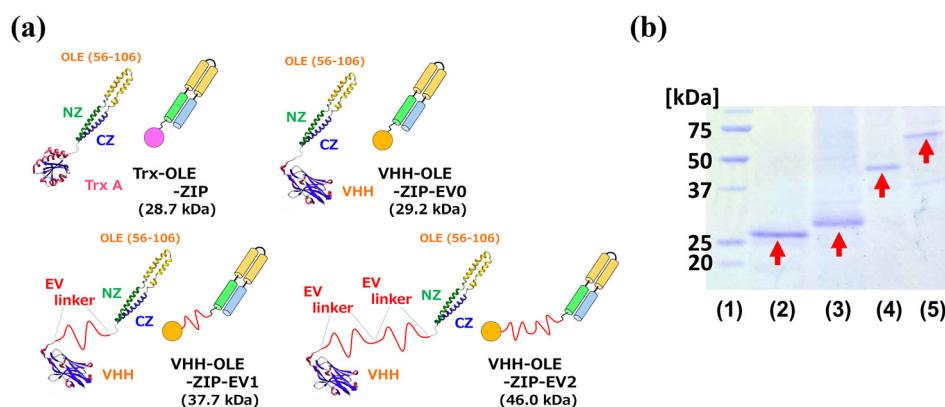 (a)
OLE (56-106)
NZ
CZ
Trx A
Trx-OLE
-ZIP
(28.7 kDa)
OLE (56-106)
NZ
CZ
VHH
VHH-OLE
-ZIP-EV0
(29.2 kDa)
OLE (56-106)
EV
linker
NZ
CZ
VHH
VHH-OLE
-ZIP-EV1
(37.7 kDa)
OLE (56-106)
EV
linker
EV
linker
NZ
CZ
VHH
VHH-OLE
-ZIP-EV2
(46.0 kDa)
(b)
[kDa]
75
50
37
25
20
(1) (2) (3) (4) (5)